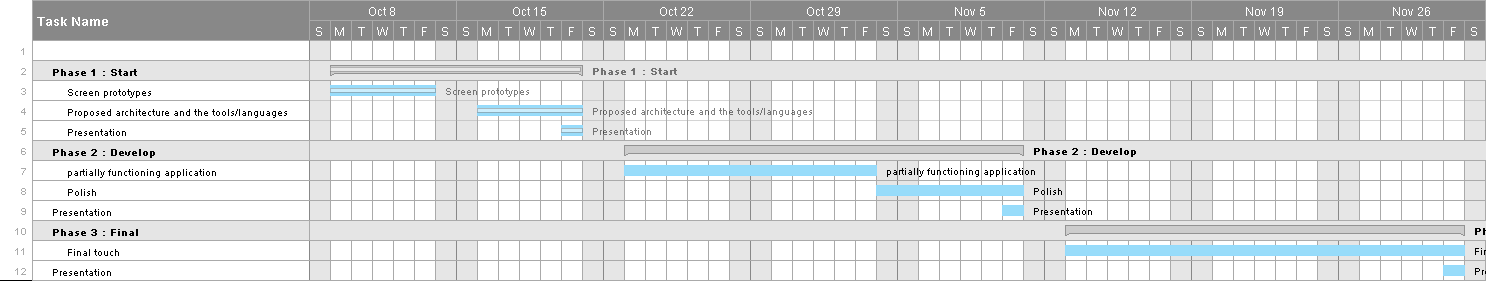 Task Name Oct 8 Oct 15 Oct 22 Oct 29 Nov 5 Nov 12 Nov 19 Nov 26
S M T W T F S S M T W T F S S M T W T F S S M T W T F S S M T W T F S S M T W T F S S M T W T F S S M T W T F S
1
2 Phase 1 : Start Phase 1 : Start
3 Screen prototypes Screen prototypes
4 Proposed architecture and the tools/languages Proposed architecture and the tools/languages
5 Presentation Presentation
6 Phase 2 : Develop Phase 2 : Develop
7 partially functioning application partially functioning application
8 Polish Polish
9 Presentation Presentation
10 Phase 3 : Final Ph
11 Final touch Fin
12 Presentation Pre